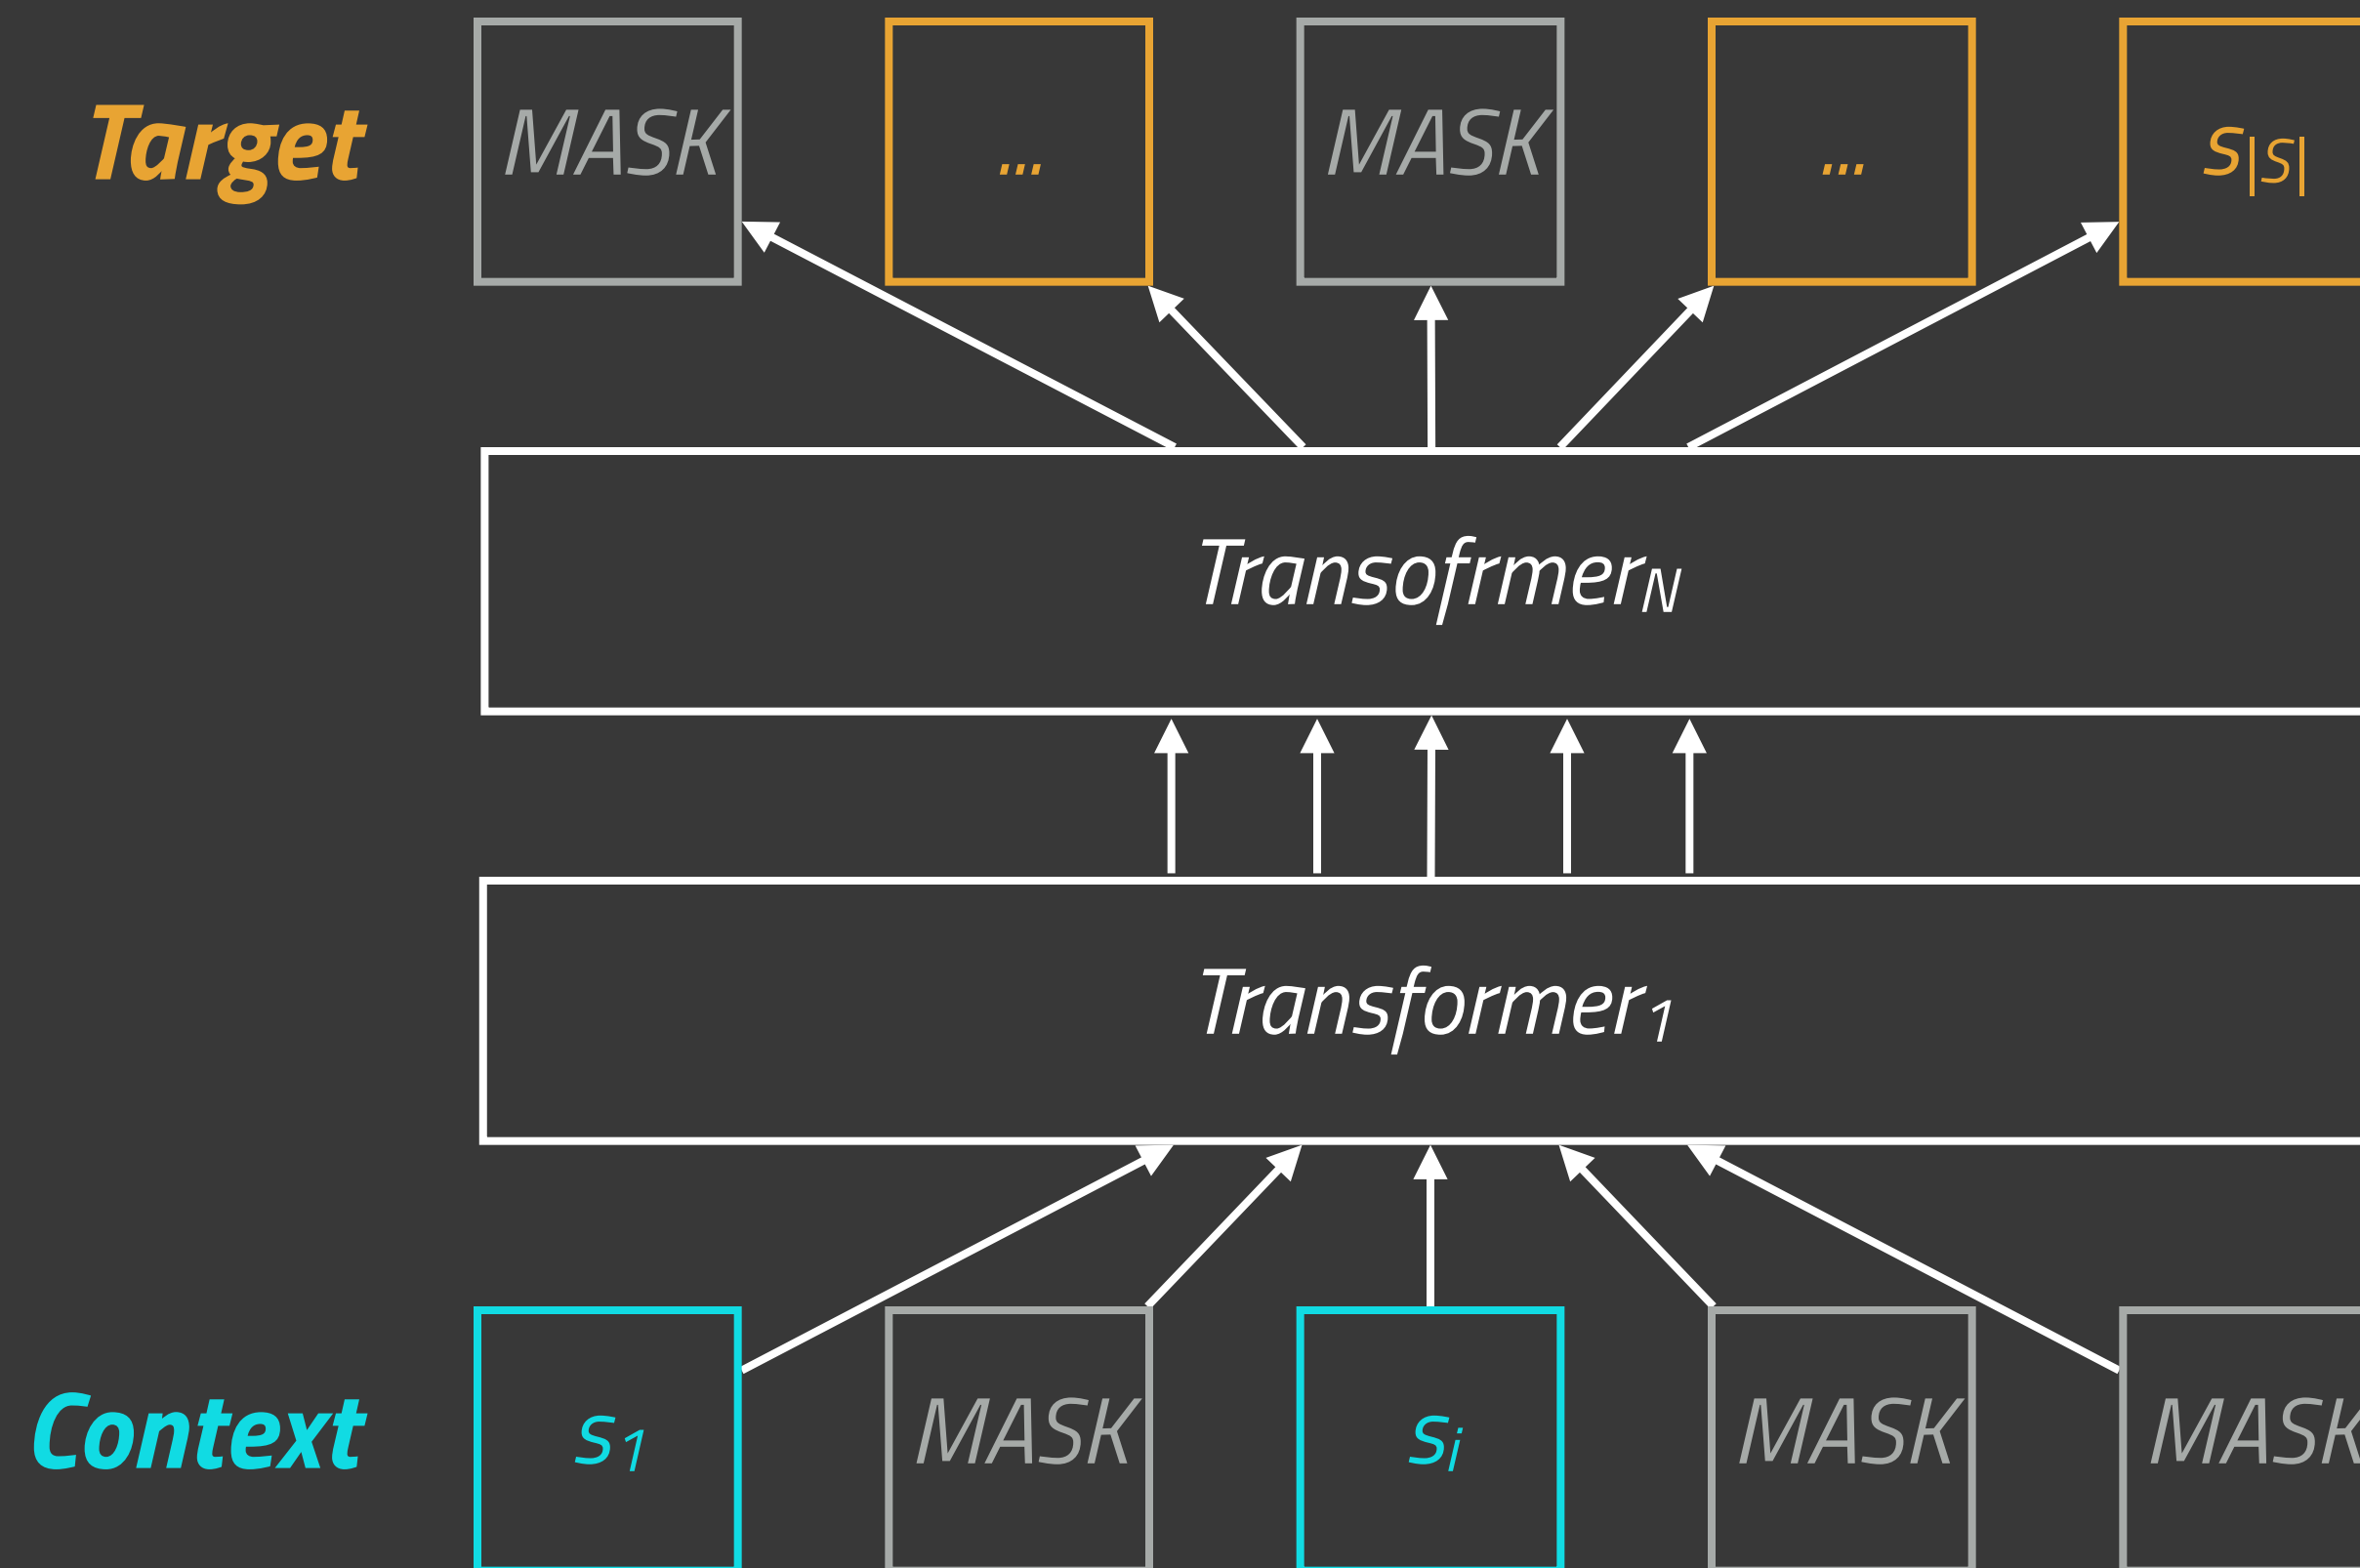 Target MASK ... MASK ... s|S|
TransofrmerN
Transformer1
Context s1 MASK si MASK MASK